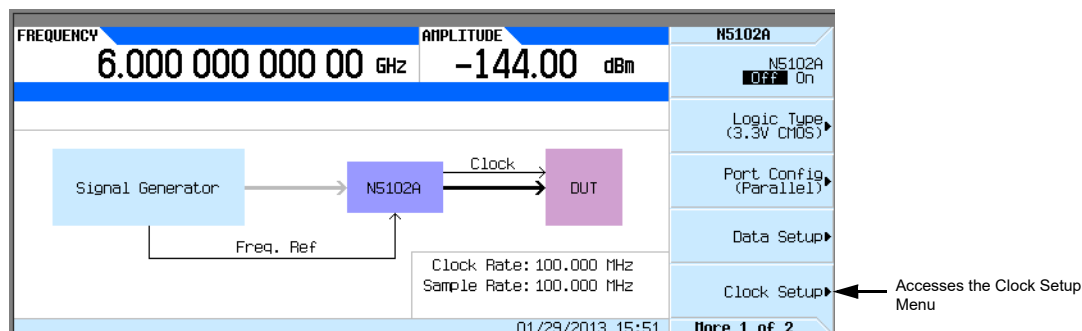 FREQUENCY
6.000 000 000 00 GHz
AMPLITUDE
-144.00 dBm
N5102A
N5102A
Off On
Logic Type
(3.3V CMOS)
Port Config
(Parallel)
Data Setup
Clock Setup
More 1 of 2
Signal Generator
N5102A
Clock
DUT
Freq. Ref
Clock Rate: 100.000 MHz
Sample Rate: 100.000 MHz
01/29/2013 15:51
Accesses the Clock Setup
Menu